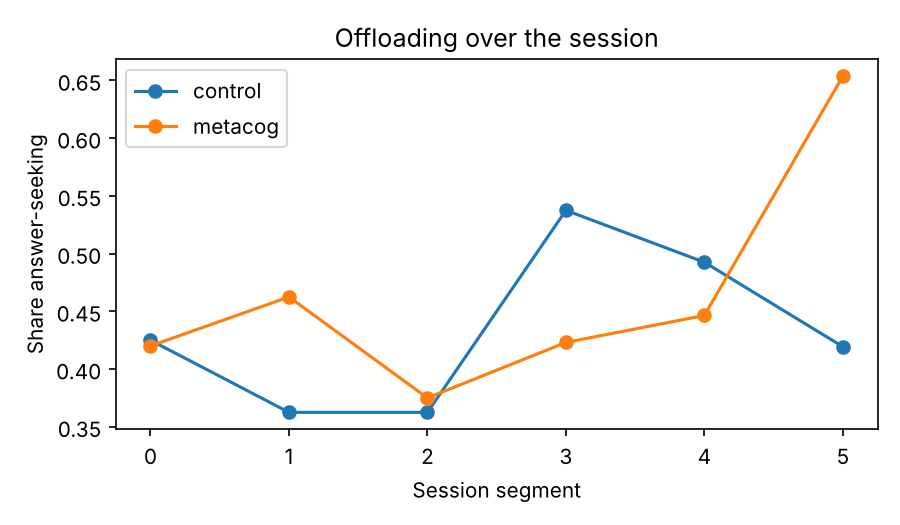 Offloading over the session
control
metacog
Share answer-seeking
0.65
0.60
0.55
0.50
0.45
0.40
0.35
0 1 2 3 4 5
Session segment